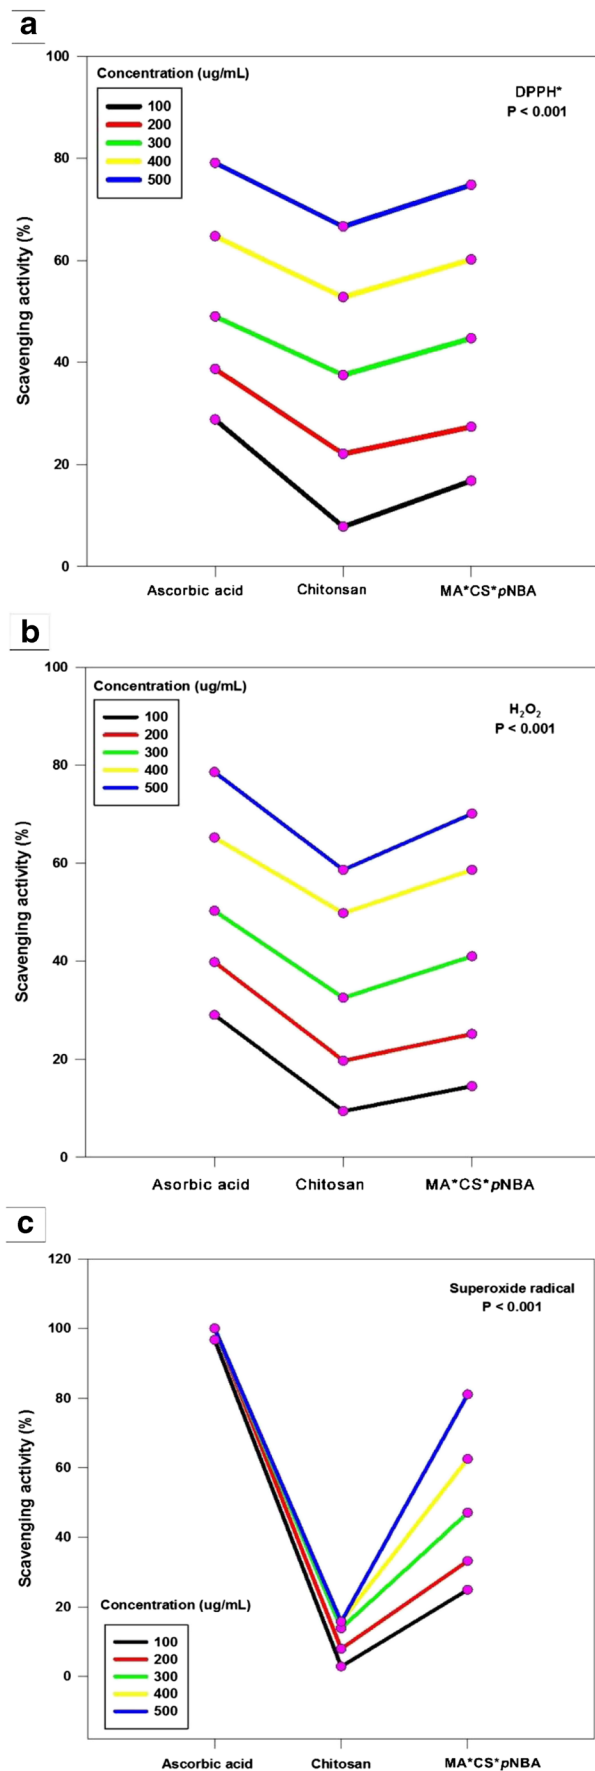 a
100
80
60
40
20
0
Scavenging activity (%)
Concentration (ug/mL)
100
200
300
400
500
DPPH*
P < 0.001
Ascorbic acid Chitonsan MA*CS*pNBA
b
100
80
60
40
20
0
Scavenging activity (%)
Concentration (ug/mL)
100
200
300
400
500
H₂O₂
P < 0.001
Asorbic acid Chitosan MA*CS*pNBA
c
120
100
80
60
40
20
0
Scavenging activity (%)
Superoxide radical
P < 0.001
Concentration (ug/mL)
100
200
300
400
500
Ascorbic acid Chitosan MA*CS*pNBA